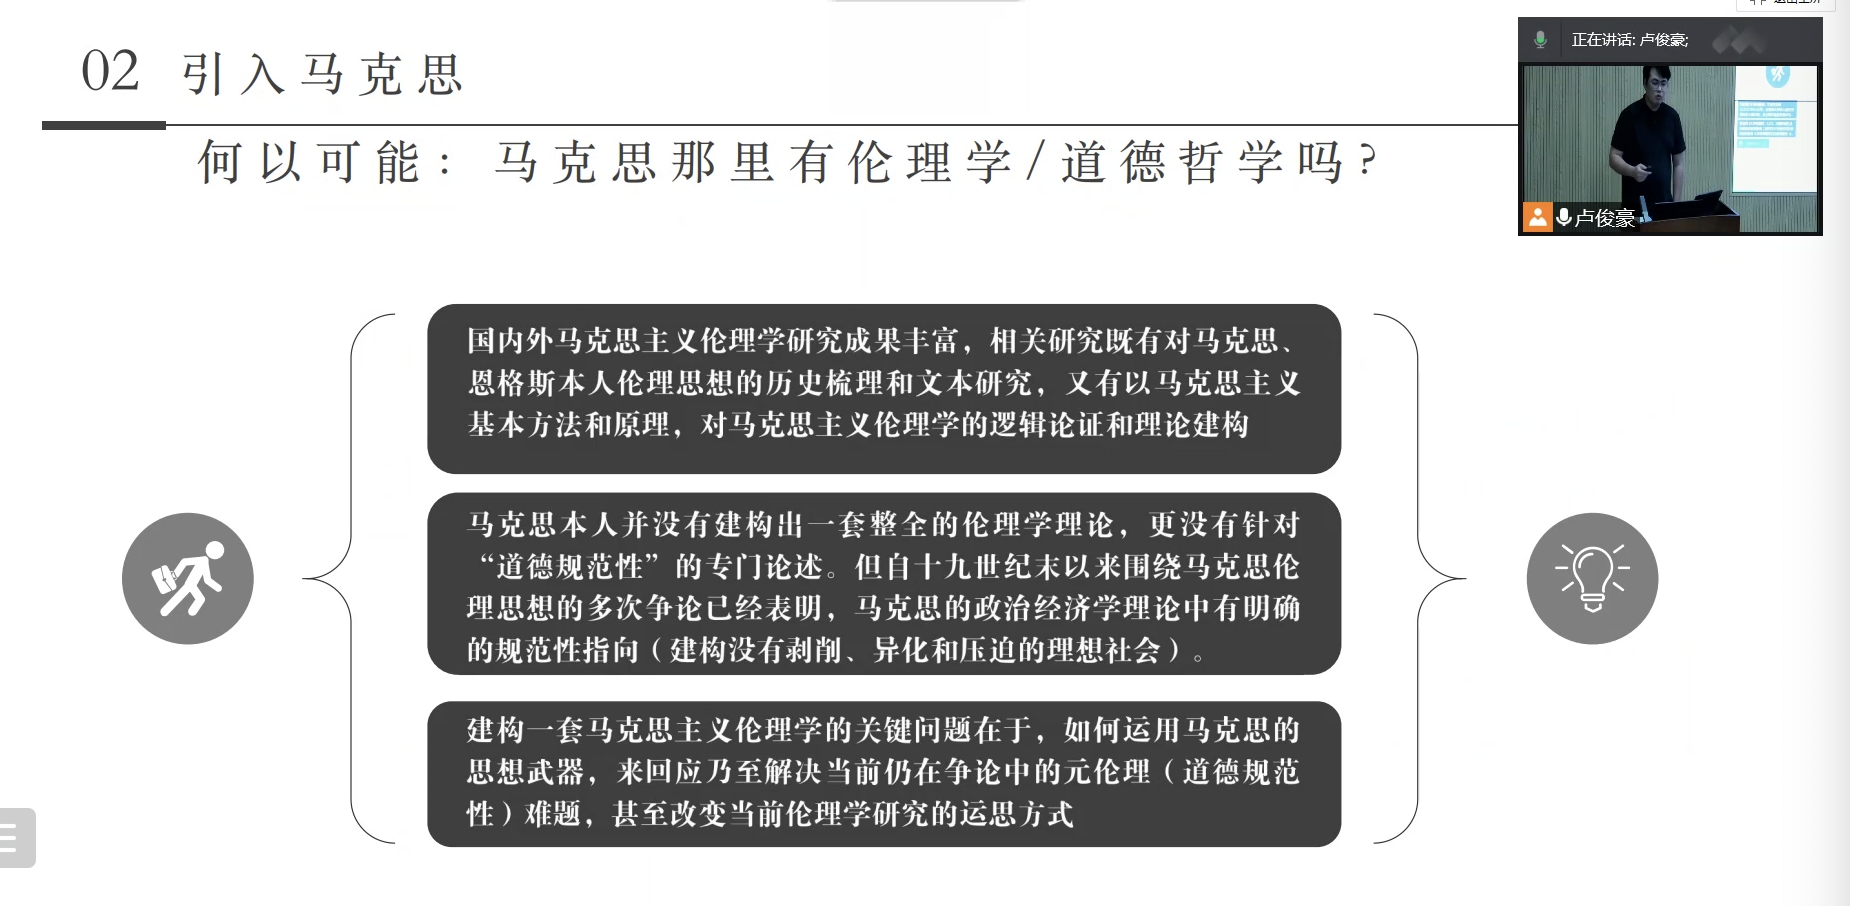 02 引入马克思
何以可能：马克思那里有伦理学/道德哲学吗?
正在讲话: 卢俊豪;
卢俊豪
国内外马克思主义伦理学研究成果丰富，相关研究既有对马克思、
恩格斯本人伦理思想的历史梳理和文本研究，又有以马克思主义
基本方法和原理，对马克思主义伦理学的逻辑论证和理论建构
马克思本人并没有建构出一套整全的伦理学理论，更没有针对
“道德规范性”的专门论述。但自十九世纪末以来围绕马克思伦
理思想的多次争论已经表明，马克思的政治经济学理论中有明确
的规范性指向（建构没有剥削、异化和压迫的理想社会）。
建构一套马克思主义伦理学的关键问题在于，如何运用马克思的
思想武器，来回应乃至解决当前仍在争论中的元伦理（道德规范
性）难题，甚至改变当前伦理学研究的运思方式